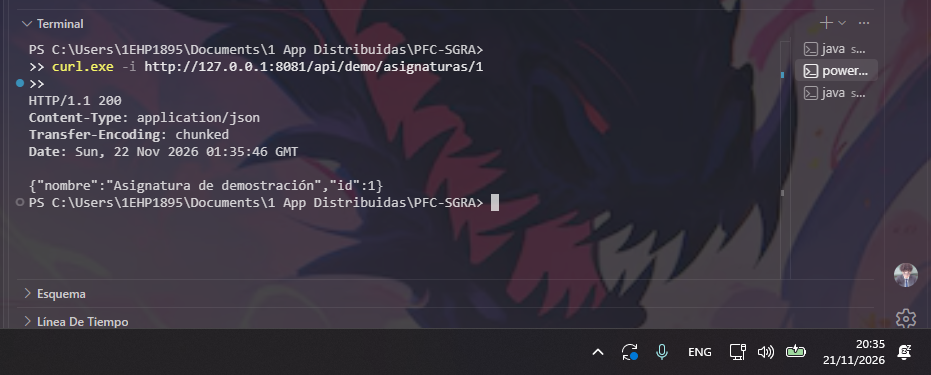 Terminal
PS C:\Users\1EHP1895\Documents\1 App Distribuidas\PFC-SGRA>
>> curl.exe -i http://127.0.0.1:8081/api/demo/asignaturas/1
>>
HTTP/1.1 200
Content-Type: application/json
Transfer-Encoding: chunked
Date: Sun, 22 Nov 2026 01:35:46 GMT
{"nombre":"Asignatura de demostración","id":1}
PS C:\Users\1EHP1895\Documents\1 App Distribuidas\PFC-SGRA>
java s...
power...
java s...
Esquema
Línea De Tiempo
ENG
20:35
21/11/2026